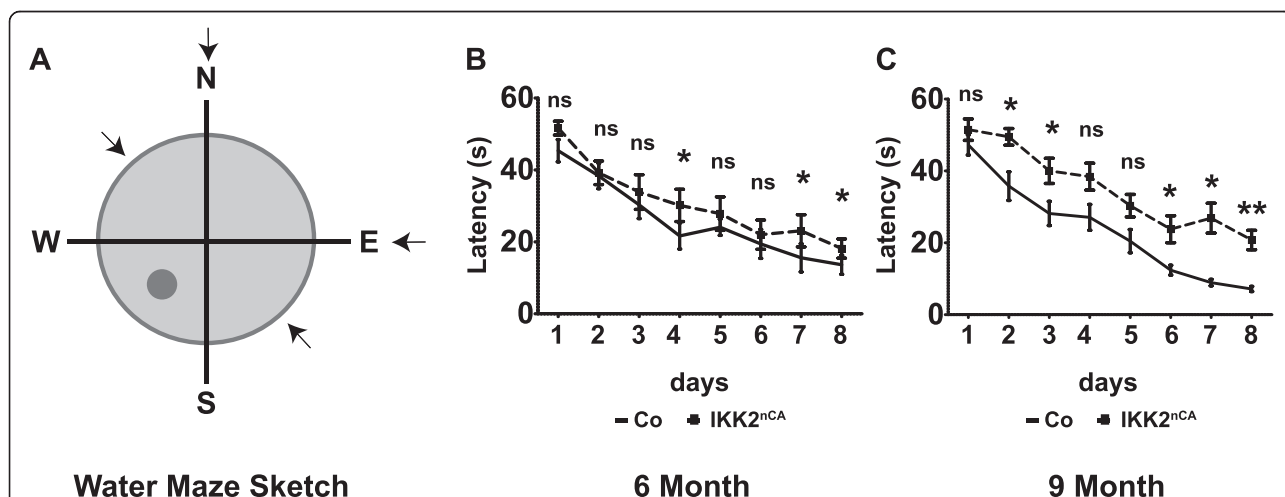 A
N
W
E
S
Water Maze Sketch
B
Latency (s)
60
40
20
0
ns
ns
ns
*
ns
ns
*
*
1 2 3 4 5 6 7 8
days
Co IKK2nCA
6 Month
C
Latency (s)
60
40
20
0
ns
*
*
ns
ns
*
*
**
1 2 3 4 5 6 7 8
days
Co IKK2nCA
9 Month